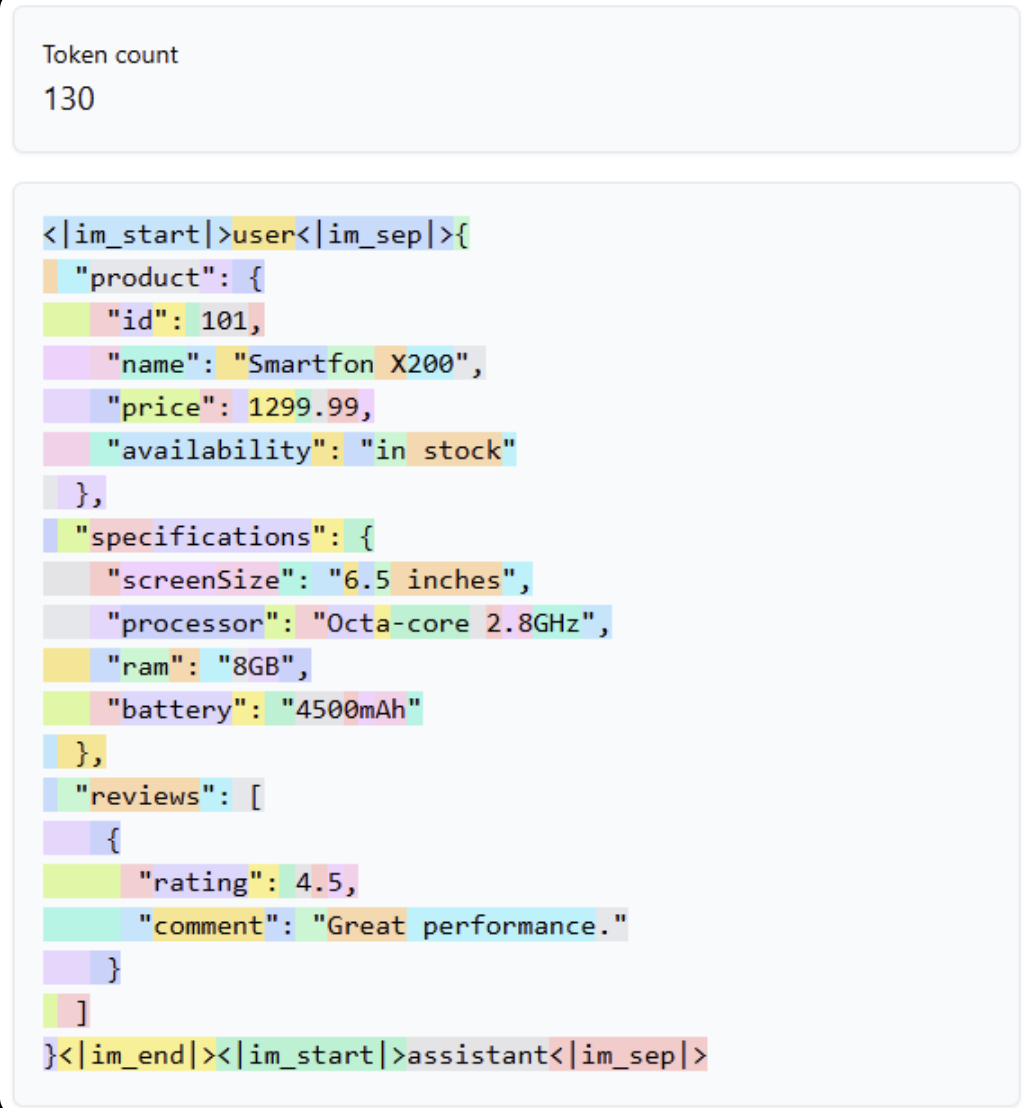 Token count
130
<|im_start|>user<|im_sep|>{
  "product": {
    "id": 101,
    "name": "Smartfon X200",
    "price": 1299.99,
    "availability": "in stock"
  },
  "specifications": {
    "screenSize": "6.5 inches",
    "processor": "Octa-core 2.8GHz",
    "ram": "8GB",
    "battery": "4500mAh"
  },
  "reviews": [
    {
      "rating": 4.5,
      "comment": "Great performance."
    }
  ]
}<|im_end|><|im_start|>assistant<|im_sep|>